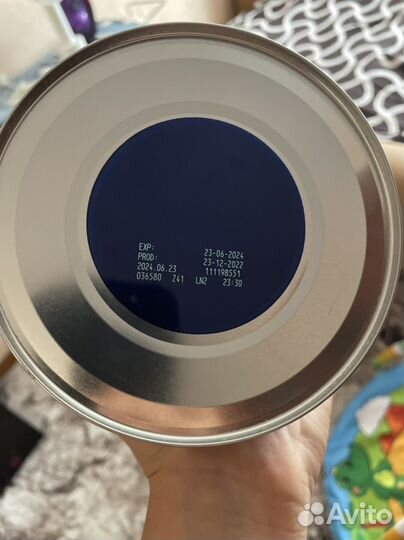 EXP: 23-06-2024
PROD: 23-12-2022
2024.06.23 111198551
036580 Z41 LN2 23:30
Avito